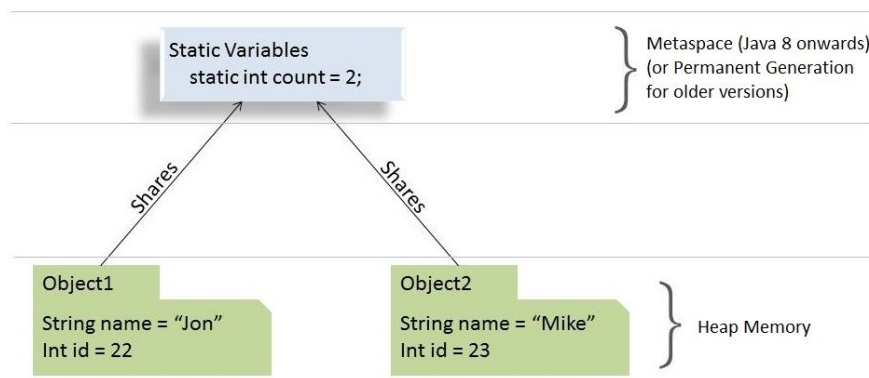 Static Variables
static int count = 2;
Metaspace (Java 8 onwards)
(or Permanent Generation
for older versions)
Shares
Shares
Object1
String name = “Jon”
Int id = 22
Object2
String name = “Mike”
Int id = 23
Heap Memory